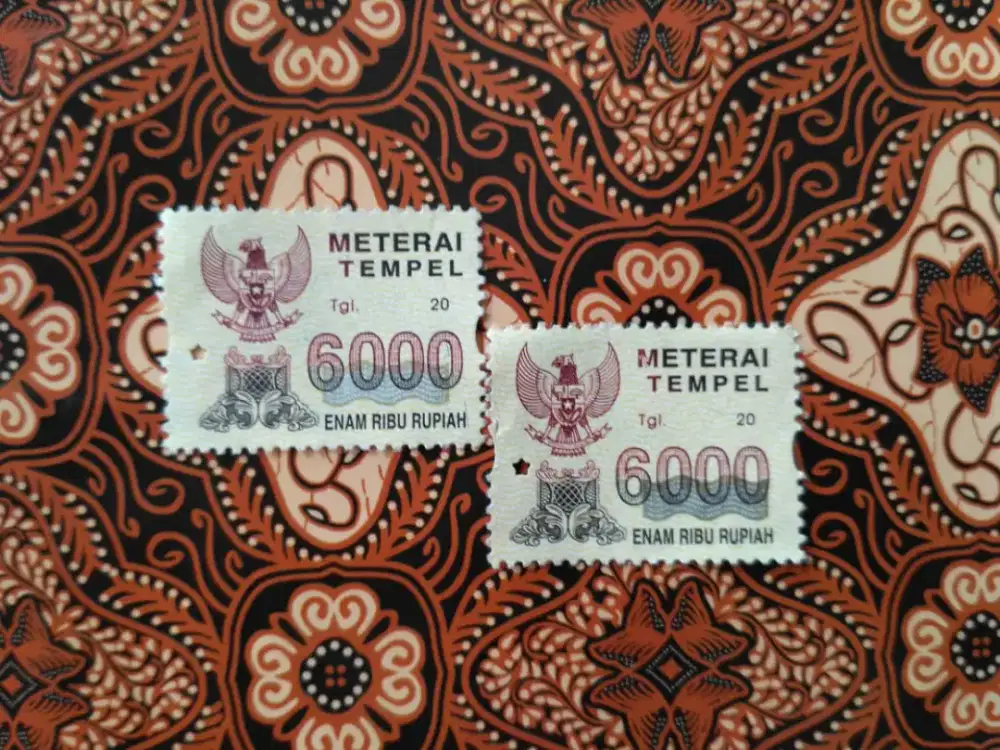 METERAI
TEMPEL
Tgl. 20
6000
ENAM RIBU RUPIAH
METERAI
TEMPEL
Tgl. 20
6000
ENAM RIBU RUPIAH